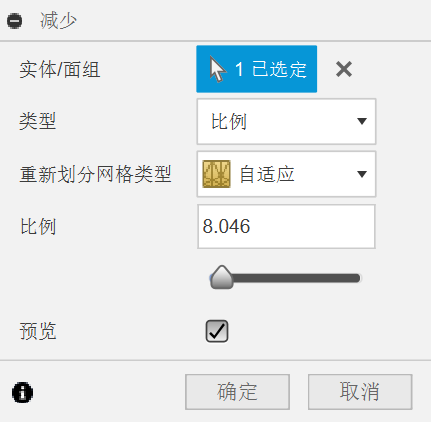 减少
实体/面组 1 已选定
类型 比例
重新划分网格类型 自适应
比例 8.046
预览
确定 取消